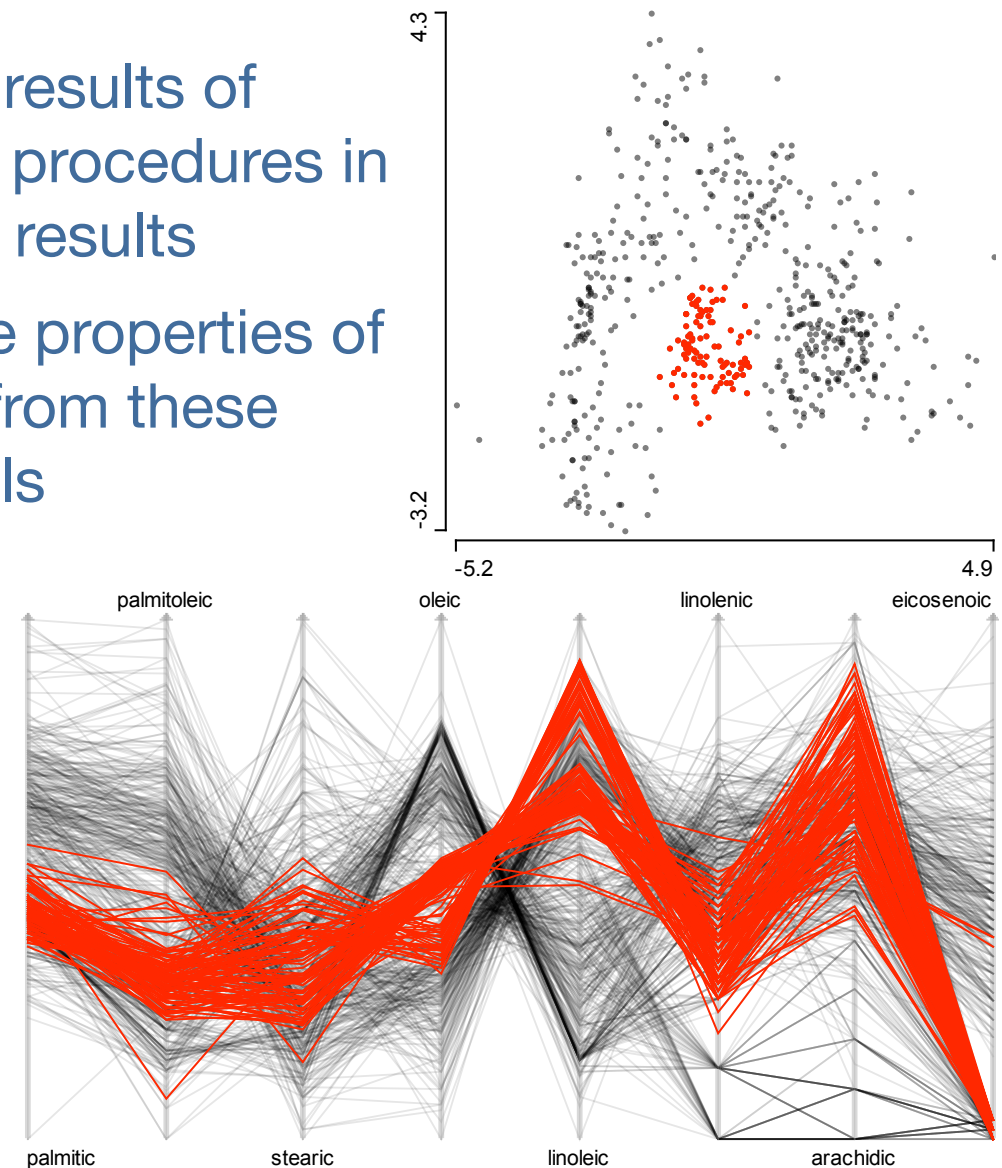 results of
procedures in
results
e properties of
from these
ls
4.3
-3.2
-5.2 4.9
palmitoleic oleic linolenic eicosenoic
palmitic stearic linoleic arachidic